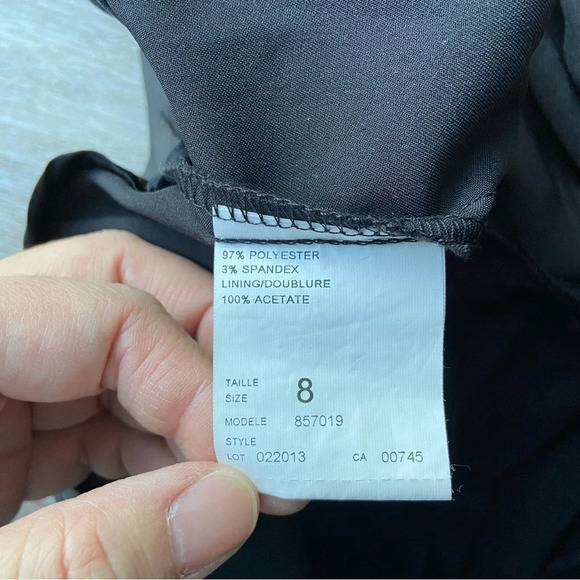 97% POLYESTER
3% SPANDEX
LINING/DOUBLURE
100% ACETATE
TAILLE
SIZE 8
MODELE 857019
STYLE
LOT 022013 CA 00745